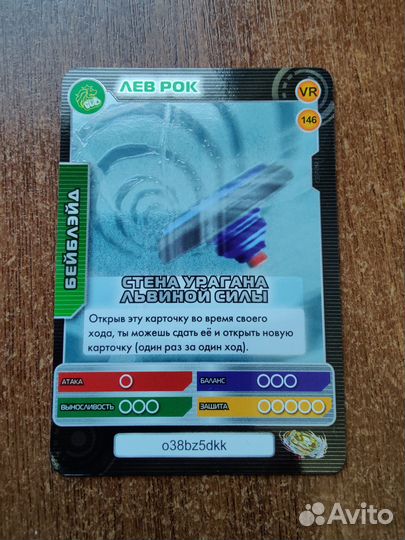 ЛЕВ РОК
VR
146
БЕЙБЛЭЙД
СТЕНА УРАГАНА
ЛЬВИНОЙ СИЛЫ
Открыв эту карточку во время своего
хода, ты можешь сдать её и открыть новую
карточку (один раз за один ход).
АТАКА
БАЛАНС
ВЫНОСЛИВОСТЬ
ЗАЩИТА
o38bz5dkk
Avito